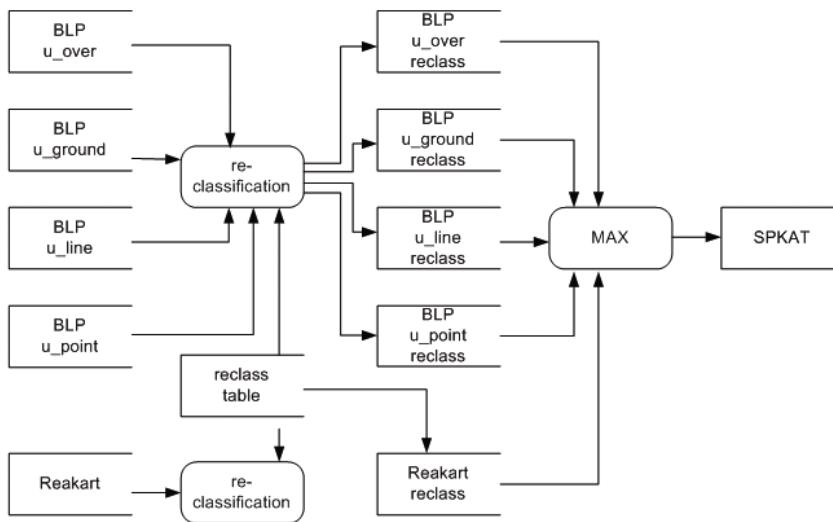 BLP
u_over
BLP
u_ground
BLP
u_line
BLP
u_point
Reakart
re-
classification
reclass
table
re-
classification
BLP
u_over
reclass
BLP
u_ground
reclass
BLP
u_line
reclass
BLP
u_point
reclass
Reakart
reclass
MAX
SPKAT